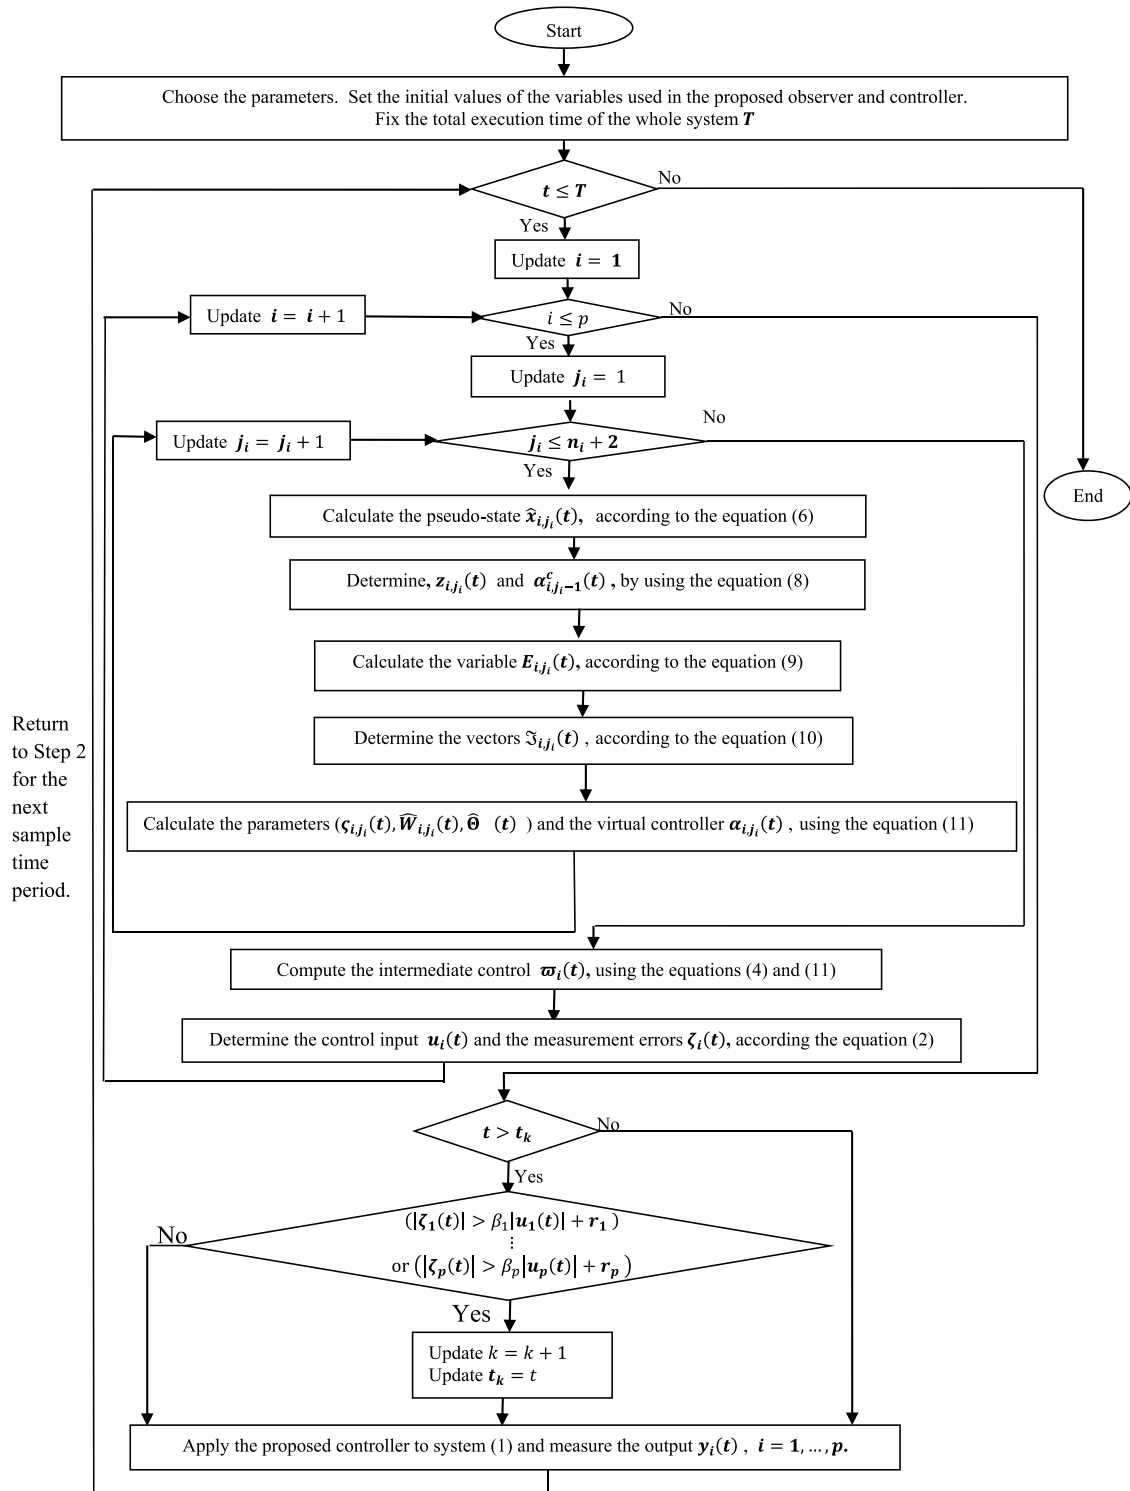 Start
Choose the parameters. Set the initial values of the variables used in the proposed observer and controller.
Fix the total execution time of the whole system T
t ≤ T
No
Yes
Update i = 1
Update i = i + 1
i ≤ p
No
Yes
Update j_i = 1
No
Update j_i = j_i + 1
j_i ≤ n_i + 2
Yes
End
Calculate the pseudo-state x̂_{i,j_i}(t), according to the equation (6)
Determine, z_{i,j_i}(t) and α^c_{i,j_i−1}(t) , by using the equation (8)
Calculate the variable E_{i,j_i}(t), according to the equation (9)
Determine the vectors ℑ_{i,j_i}(t) , according to the equation (10)
Calculate the parameters (ς_{i,j_i}(t), Ŵ_{i,j_i}(t), Θ̂ (t) ) and the virtual controller α_{i,j_i}(t) , using the equation (11)
Return
to Step 2
for the
next
sample
time
period.
Compute the intermediate control ϖ_i(t), using the equations (4) and (11)
Determine the control input u_i(t) and the measurement errors ζ_i(t), according the equation (2)
t > t_k
No
Yes
(|ζ_1(t)| > β_1|u_1(t)| + r_1 )
⋮
or (|ζ_p(t)| > β_p|u_p(t)| + r_p )
No
Yes
Update k = k + 1
Update t_k = t
Apply the proposed controller to system (1) and measure the output y_i(t) , i = 1, … , p.